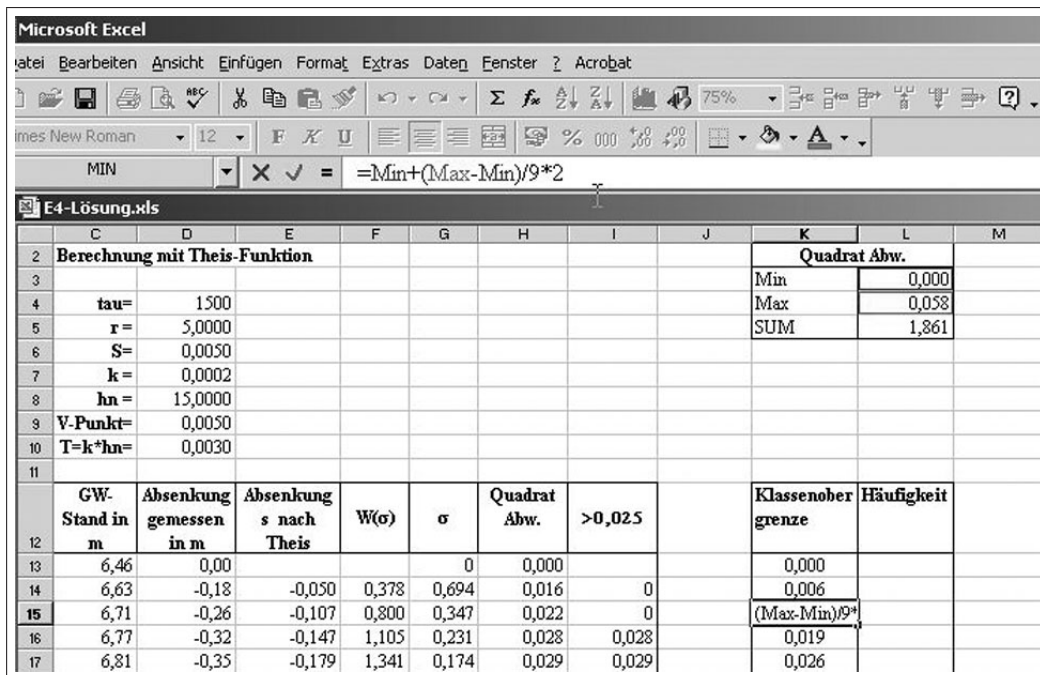 Microsoft Excel
Datei Bearbeiten Ansicht Einfügen Format Extras Daten Fenster ? Acrobat
ABC Σ fx A Z Z A 75% ?
Times New Roman 12 F K U % 000 A
MIN = =Min+(Max-Min)/9*2
E4-Lösung.xls
C D E F G H I J K L M
2 Berechnung mit Theis-Funktion Quadrat Abw.
3 Min 0,000
4 tau= 1500 Max 0,058
5 r = 5,0000 SUM 1,861
6 S= 0,0050
7 k = 0,0002
8 hn = 15,0000
9 V-Punkt= 0,0050
10 T=k*hn= 0,0030
11
GW- Absenkung Absenkung Quadrat Klassenober Häufigkeit
Stand in gemessen s nach W(σ) σ Abw. >0,025 grenze
12 m in m Theis
13 6,46 0,00 0 0,000 0,000
14 6,63 -0,18 -0,050 0,378 0,694 0,016 0 0,006
15 6,71 -0,26 -0,107 0,800 0,347 0,022 0 (Max-Min)/9*
16 6,77 -0,32 -0,147 1,105 0,231 0,028 0,028 0,019
17 6,81 -0,35 -0,179 1,341 0,174 0,029 0,029 0,026